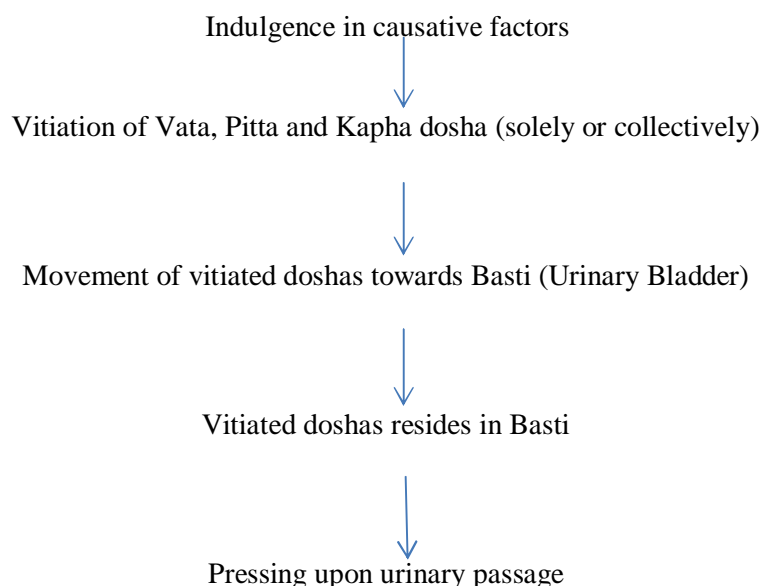 Indulgence in causative factors
Vitiation of Vata, Pitta and Kapha dosha (solely or collectively)
Movement of vitiated doshas towards Basti (Urinary Bladder)
Vitiated doshas resides in Basti
Pressing upon urinary passage